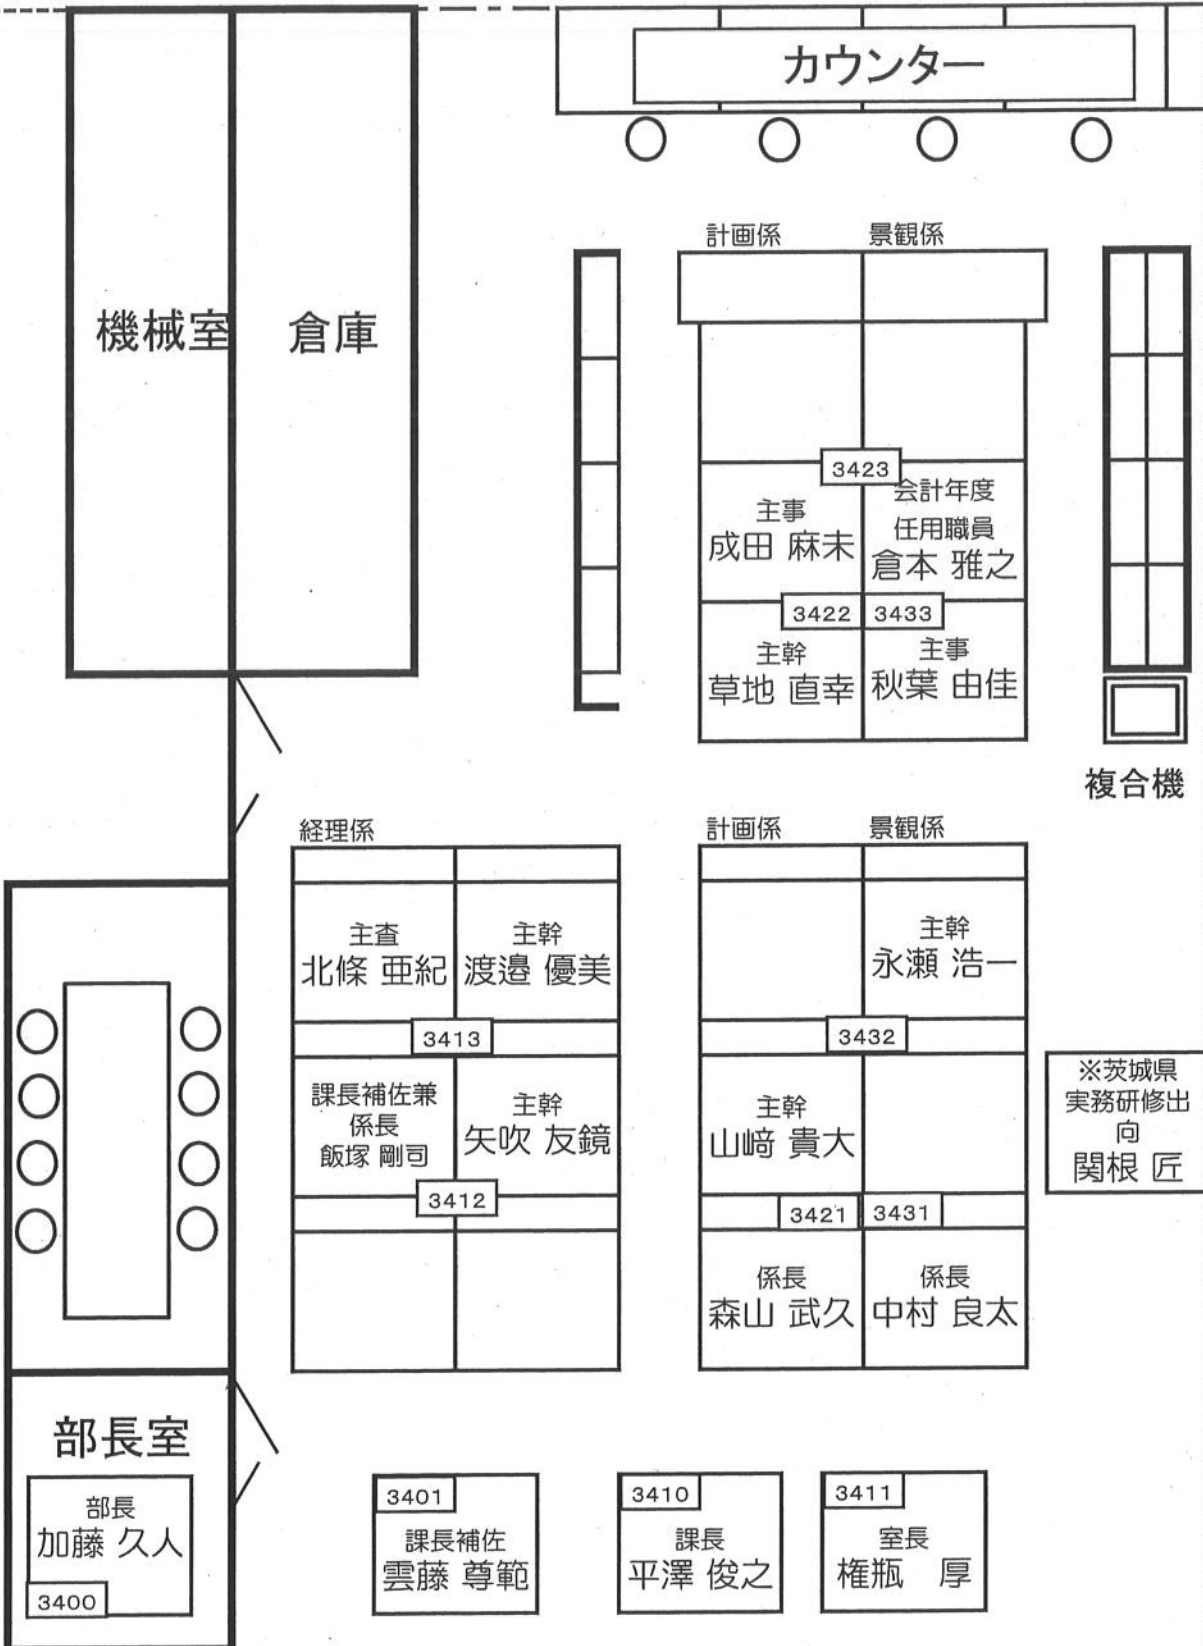 カウンター
機械室
倉庫
計画係
景観係
3423
主事
成田 麻未
会計年度
任用職員
倉本 雅之
3422
3433
主幹
草地 直幸
主事
秋葉 由佳
複合機
経理係
主査
北條 亜紀
主幹
渡邉 優美
3413
課長補佐兼
係長
飯塚 剛司
主幹
矢吹 友鏡
3412
計画係
景観係
主幹
永瀬 浩一
3432
主幹
山﨑 貴大
3421
3431
係長
森山 武久
係長
中村 良太
※茨城県
実務研修出
向
関根 匠
部長室
部長
加藤 久人
3400
3401
課長補佐
雲藤 尊範
3410
課長
平澤 俊之
3411
室長
権瓶 厚